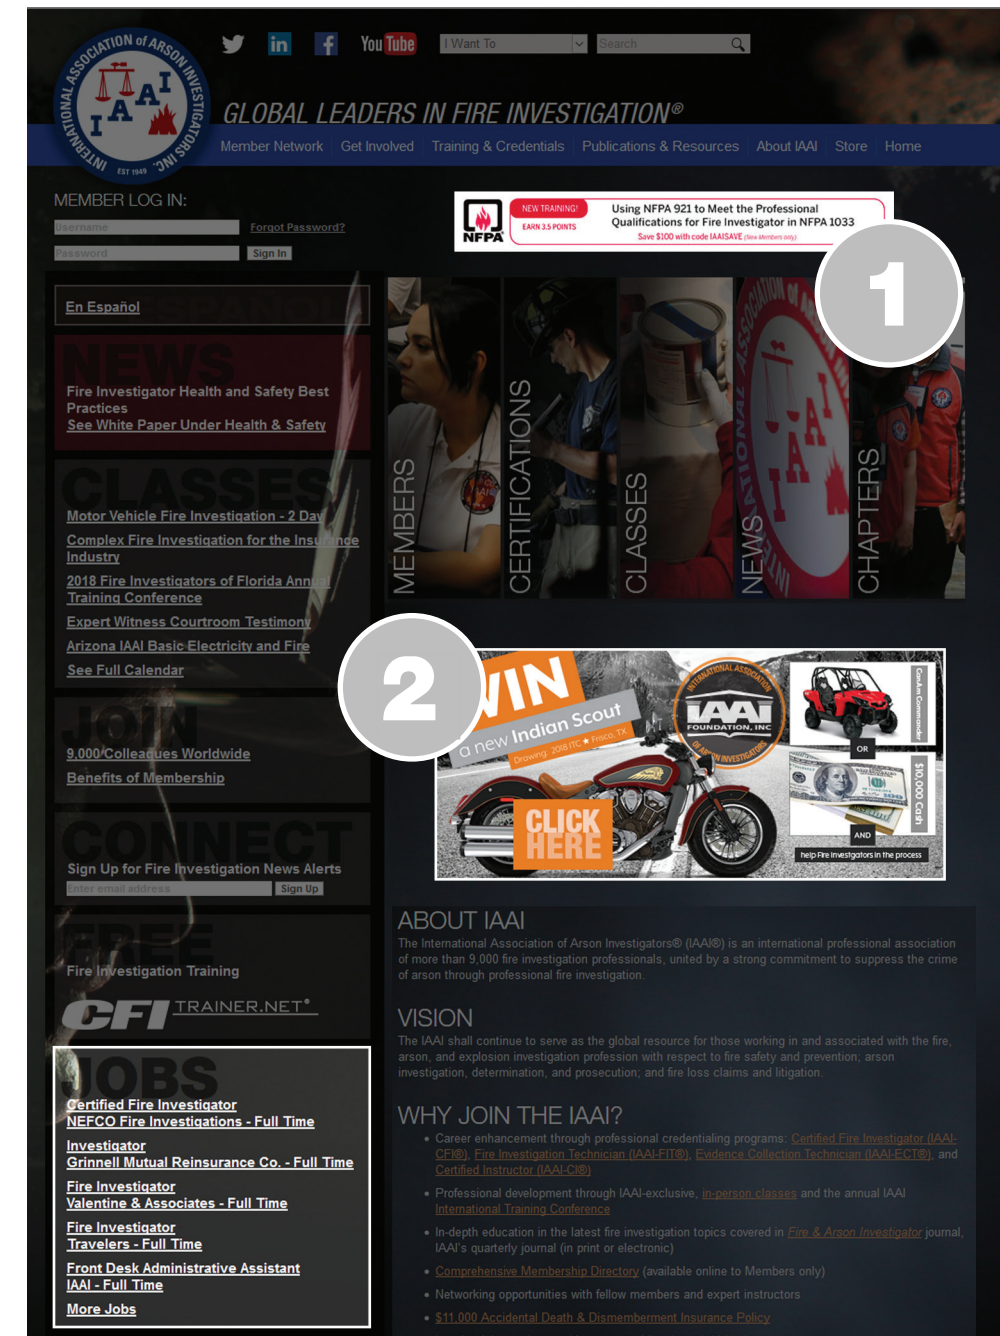 INTERNATIONAL ASSOCIATION of ARSON INVESTIGATORS INC.
IAAI
EST 1949
You Tube
I Want To
Search
GLOBAL LEADERS IN FIRE INVESTIGATION®
Member Network Get Involved Training & Credentials Publications & Resources About IAAI Store Home
MEMBER LOG IN:
Username
Forgot Password?
Password
Sign In
NFPA
NEW TRAINING!
EARN 3.5 POINTS
Using NFPA 921 to Meet the Professional
Qualifications for Fire Investigator in NFPA 1033
Save $100 with code IAAISAVE (New Members only)
1
En Español
NEWS
Fire Investigator Health and Safety Best
Practices
See White Paper Under Health & Safety
CLASSES
Motor Vehicle Fire Investigation - 2 Day
Complex Fire Investigation for the Insurance
Industry
2018 Fire Investigators of Florida Annual
Training Conference
Expert Witness Courtroom Testimony
Arizona IAAI Basic Electricity and Fire
See Full Calendar
JOIN
9,000 Colleagues Worldwide
Benefits of Membership
CONNECT
Sign Up for Fire Investigation News Alerts
Enter email address
Sign Up
FREE
Fire Investigation Training
CFI TRAINER.NET®
JOBS
Certified Fire Investigator
NEFCO Fire Investigations - Full Time
Investigator
Grinnell Mutual Reinsurance Co. - Full Time
Fire Investigator
Valentine & Associates - Full Time
Fire Investigator
Travelers - Full Time
Front Desk Administrative Assistant
IAAI - Full Time
More Jobs
MEMBERS
CERTIFICATIONS
CLASSES
NEWS
CHAPTERS
2
WIN
a new Indian Scout
Drawing: 2018 ITC ★ Frisco, TX
INTERNATIONAL ASSOCIATION
IAAI
FOUNDATION, INC
OF ARSON INVESTIGATORS
CLICK
HERE
CanAm Commander
OR
$10,000 Cash
AND
help Fire Investigators in the process
ABOUT IAAI
The International Association of Arson Investigators® (IAAI®) is an international professional association
of more than 9,000 fire investigation professionals, united by a strong commitment to suppress the crime
of arson through professional fire investigation.
VISION
The IAAI shall continue to serve as the global resource for those working in and associated with the fire,
arson, and explosion investigation profession with respect to fire safety and prevention; arson
investigation, determination, and prosecution; and fire loss claims and litigation.
WHY JOIN THE IAAI?
• Career enhancement through professional credentialing programs: Certified Fire Investigator (IAAI-
CFI®), Fire Investigation Technician (IAAI-FIT®), Evidence Collection Technician (IAAI-ECT®), and
Certified Instructor (IAAI-CI®)
• Professional development through IAAI-exclusive, in-person classes and the annual IAAI
International Training Conference
• In-depth education in the latest fire investigation topics covered in Fire & Arson Investigator journal,
IAAI's quarterly journal (in print or electronic)
• Comprehensive Membership Directory (available online to Members only)
• Networking opportunities with fellow members and expert instructors
• $11,000 Accidental Death & Dismemberment Insurance Policy